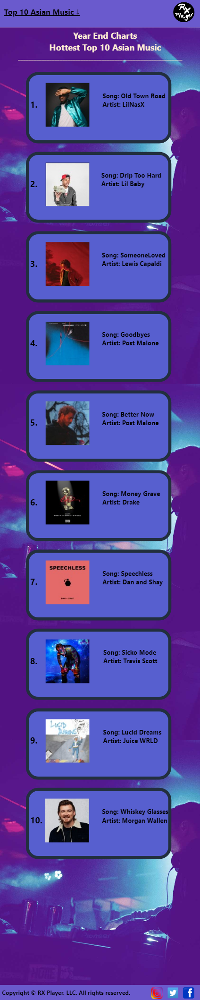 Top 10 Asian Music ↓
RX
Player
Year End Charts
Hottest Top 10 Asian Music
1.
Song: Old Town Road
Artist: LilNasX
2.
Song: Drip Too Hard
Artist: Lil Baby
3.
Song: SomeoneLoved
Artist: Lewis Capaldi
4.
Song: Goodbyes
Artist: Post Malone
5.
Song: Better Now
Artist: Post Malone
6.
Song: Money Grave
Artist: Drake
7.
SPEECHLESS
DAN + SHAY
Song: Speechless
Artist: Dan and Shay
8.
Song: Sicko Mode
Artist: Travis Scott
9.
LUCID
DREAMS
Song: Lucid Dreams
Artist: Juice WRLD
10.
Song: Whiskey Glasses
Artist: Morgan Wallen
Pioneer
Copyright © RX Player, LLC. All rights reserved.